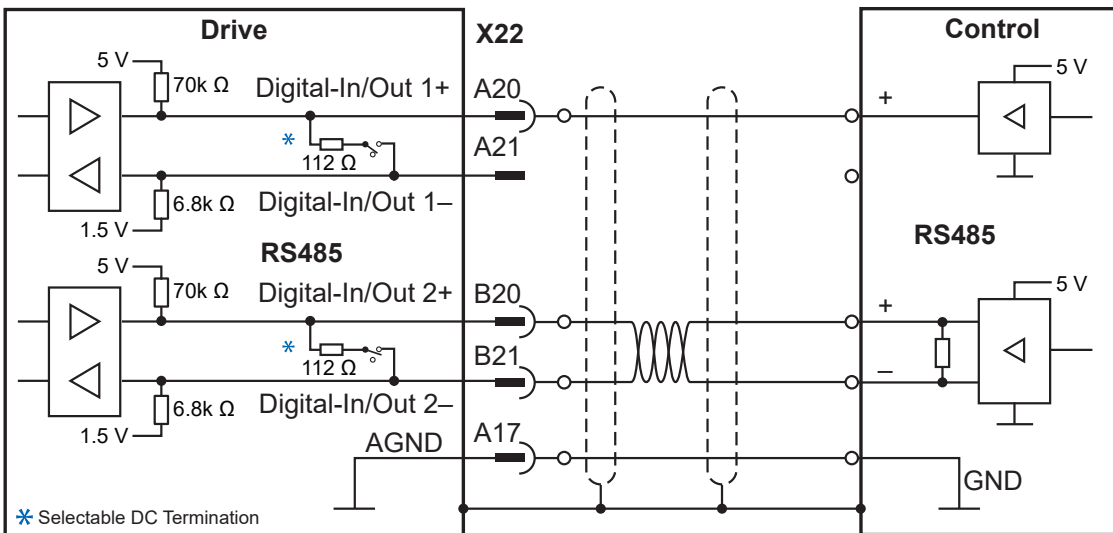 Drive
X22
Control
5 V
70k Ω
Digital-In/Out 1+
A20
+
5 V
*
112 Ω
A21
6.8k Ω
Digital-In/Out 1–
1.5 V
RS485
RS485
5 V
70k Ω
Digital-In/Out 2+
B20
+
5 V
*
112 Ω
B21
–
6.8k Ω
Digital-In/Out 2–
1.5 V
AGND
A17
GND
* Selectable DC Termination